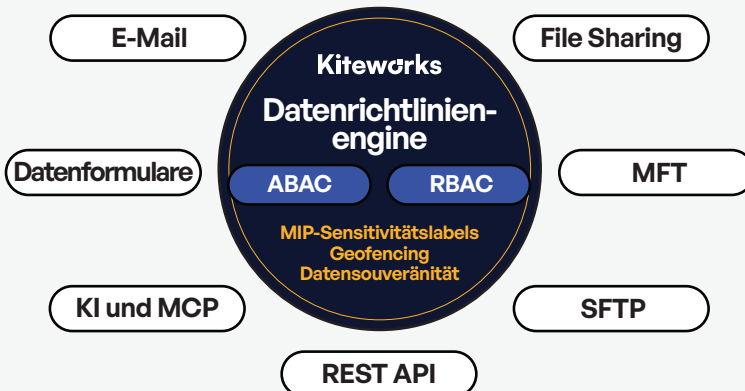 E-Mail
File Sharing
Kiteworks
Datenrichtlinien-
engine
Datenformulare
ABAC
RBAC
MFT
MIP-Sensitivitätslabels
Geofencing
Datensouveränität
KI und MCP
SFTP
REST API